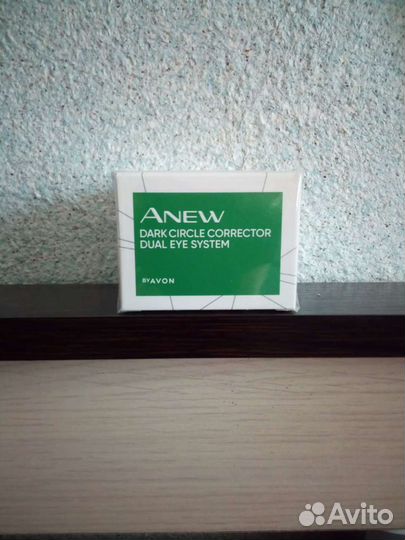 ANEW
DARK CIRCLE CORRECTOR
DUAL EYE SYSTEM
BY AVON
Avito